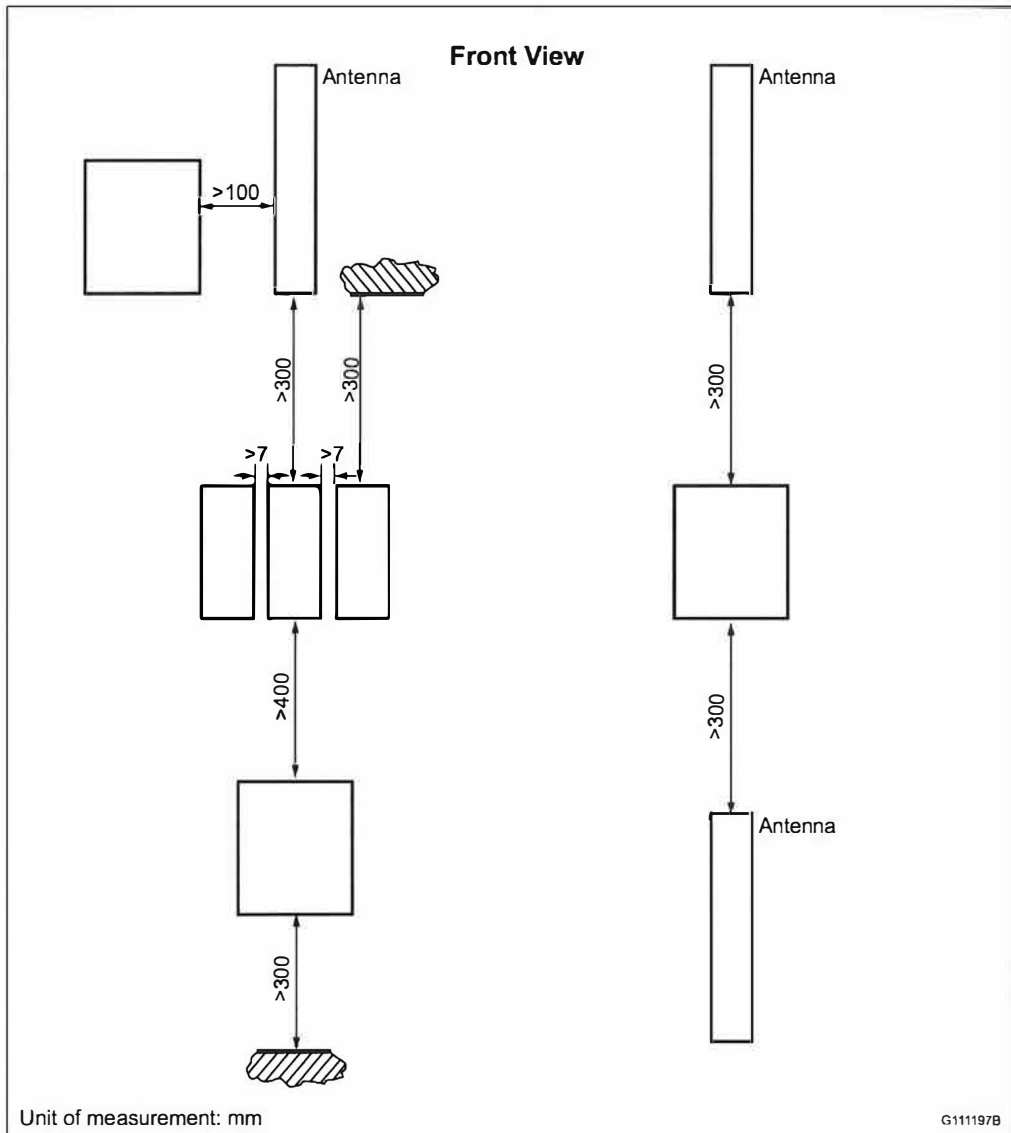 Front View
Antenna
Antenna
>100
>300
>300
>300
>7
>7
>400
>300
Antenna
>300
Unit of measurement: mm
G111197B